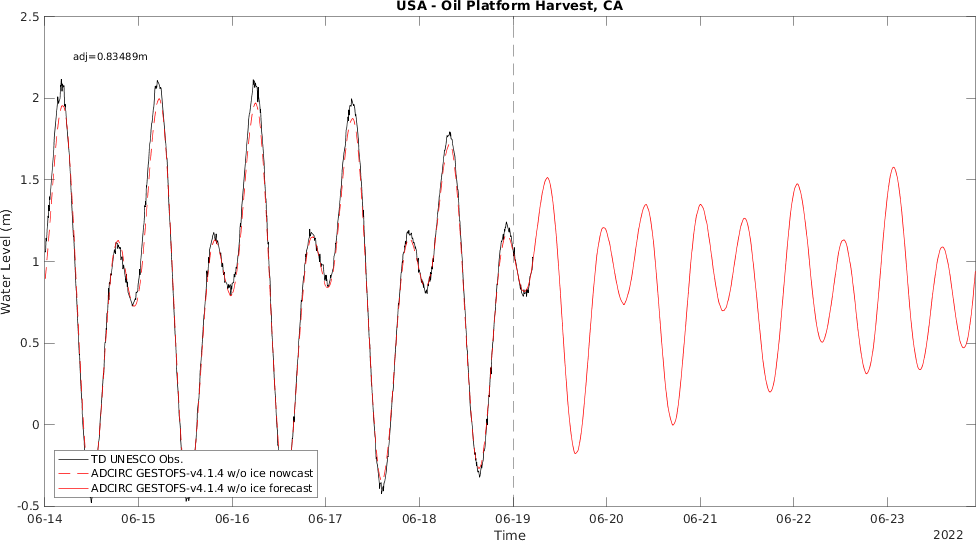 USA - Oil Platform Harvest, CA
2.5
adj=0.83489m
2
1.5
1
0.5
0
-0.5
Water Level (m)
TD UNESCO Obs.
ADCIRC GESTOFS-v4.1.4 w/o ice nowcast
ADCIRC GESTOFS-v4.1.4 w/o ice forecast
06-14 06-15 06-16 06-17 06-18 06-19 06-20 06-21 06-22 06-23
Time
2022